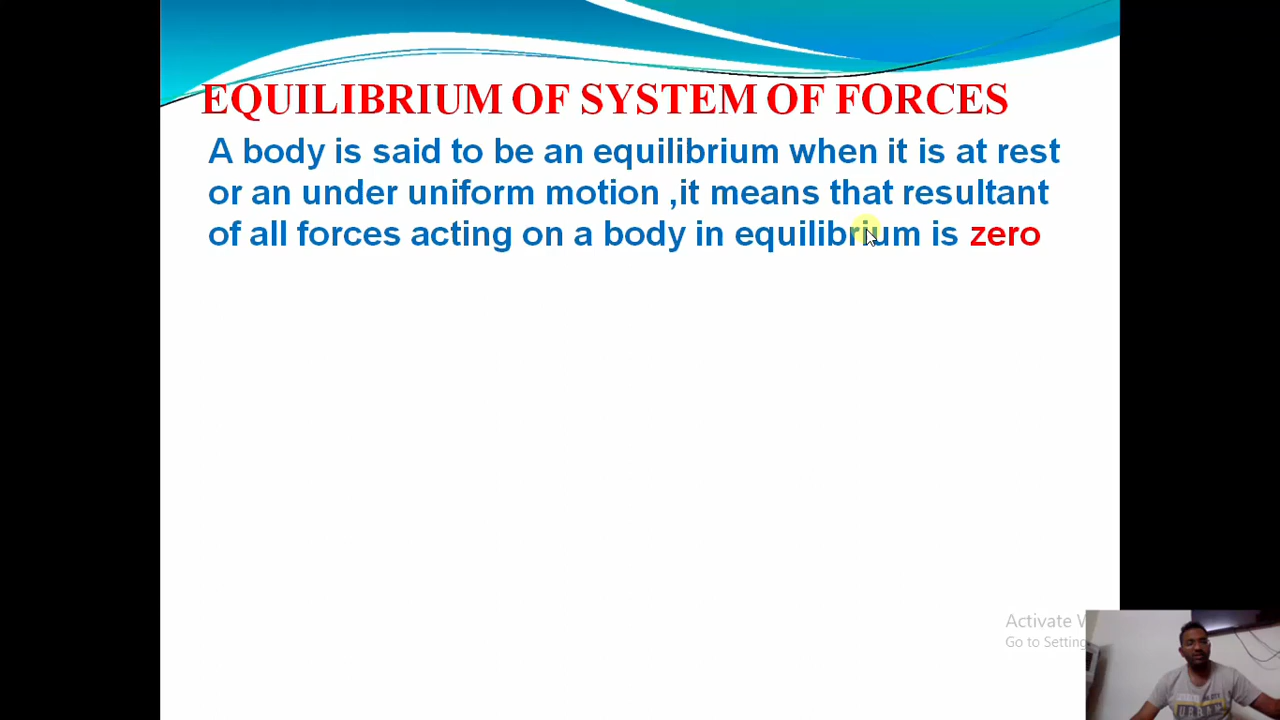 EQUILIBRIUM OF SYSTEM OF FORCES
A body is said to be an equilibrium when it is at rest
or an under uniform motion ,it means that resultant
of all forces acting on a body in equilibrium is zero
Activate
Go to Setting
URBAN